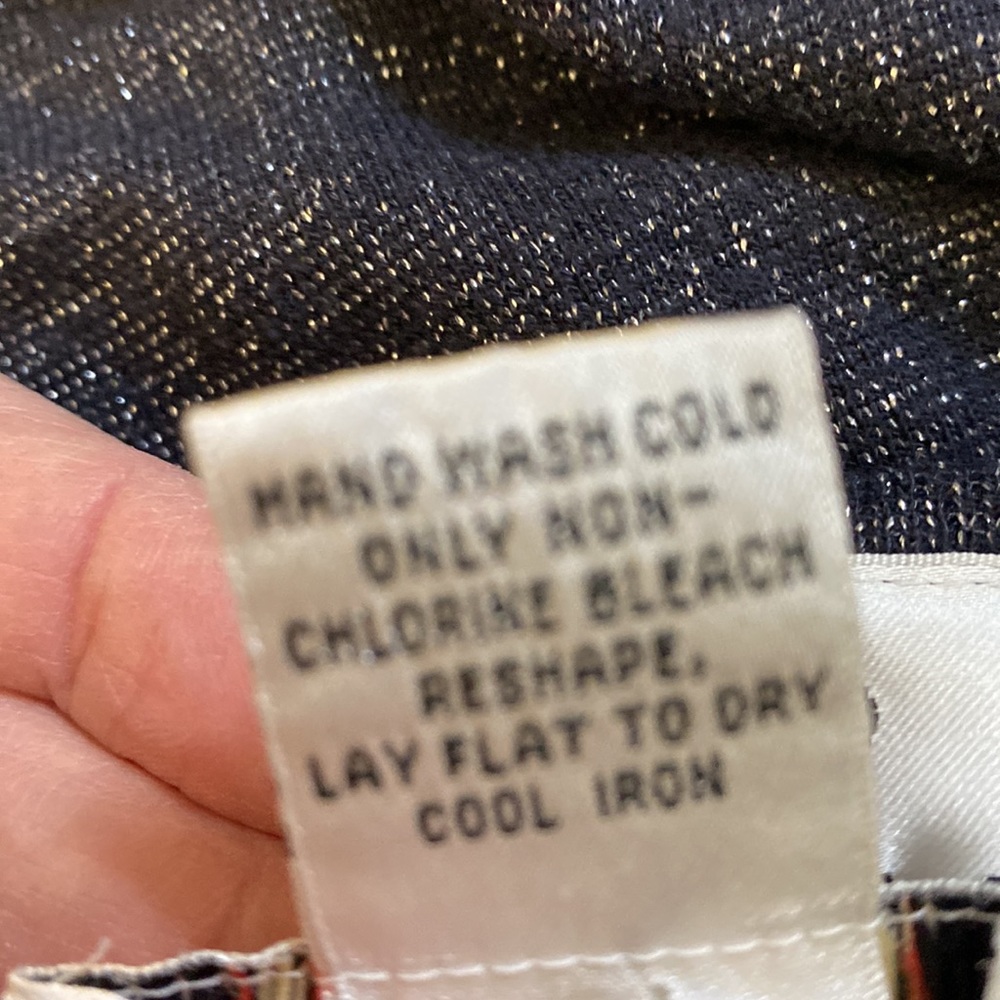 HAND WASH COLD
ONLY NON-
CHLORINE BLEACH
RESHAPE,
LAY FLAT TO DRY
COOL IRON